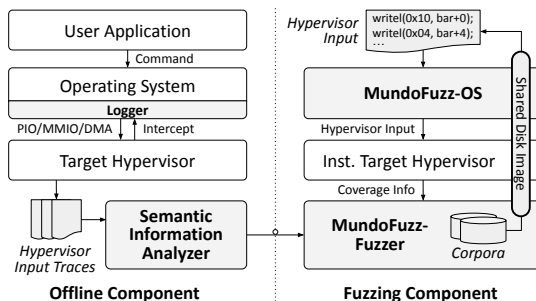 User Application
Command
Operating System
Logger
PIO/MMIO/DMA
Intercept
Target Hypervisor
Hypervisor
Input Traces
Semantic
Information
Analyzer
Offline Component
Hypervisor
Input
writel(0x10, bar+0);
writel(0x04, bar+4);
...
MundoFuzz-OS
Hypervisor Input
Inst. Target Hypervisor
Coverage Info
MundoFuzz-
Fuzzer
Corpora
Shared Disk Image
Fuzzing Component